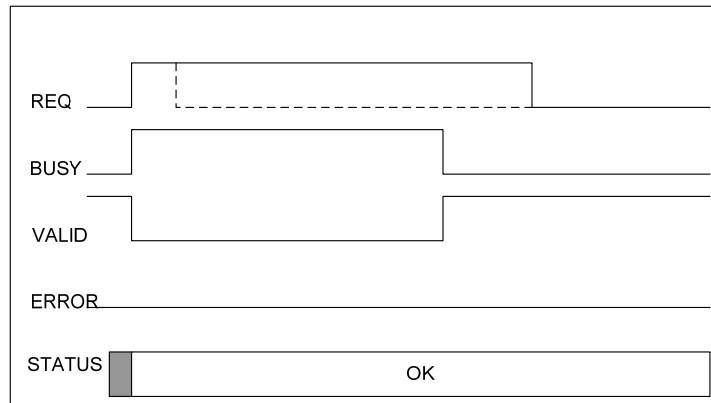 REQ
BUSY
VALID
ERROR
STATUS
OK